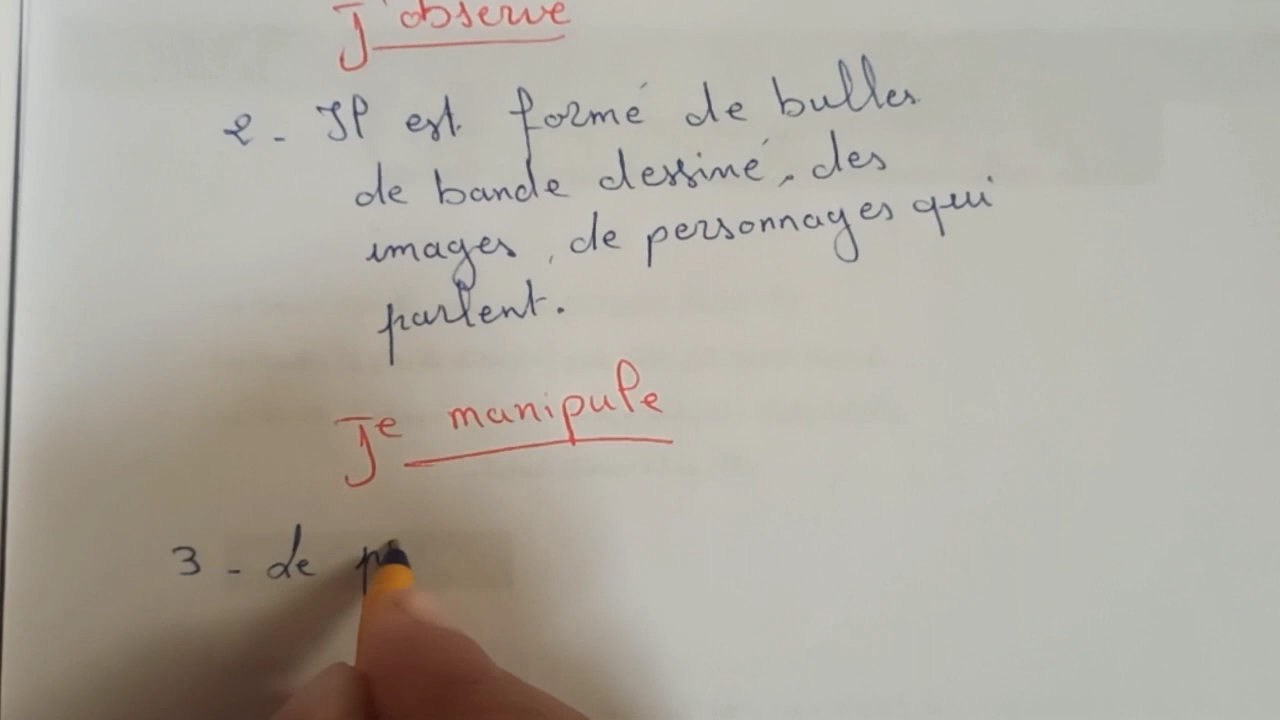 J'observe
2 - Il est formé de bulles
de bande dessiné, des
images, de personnages qui
parlent.
Je manipule
3 - de